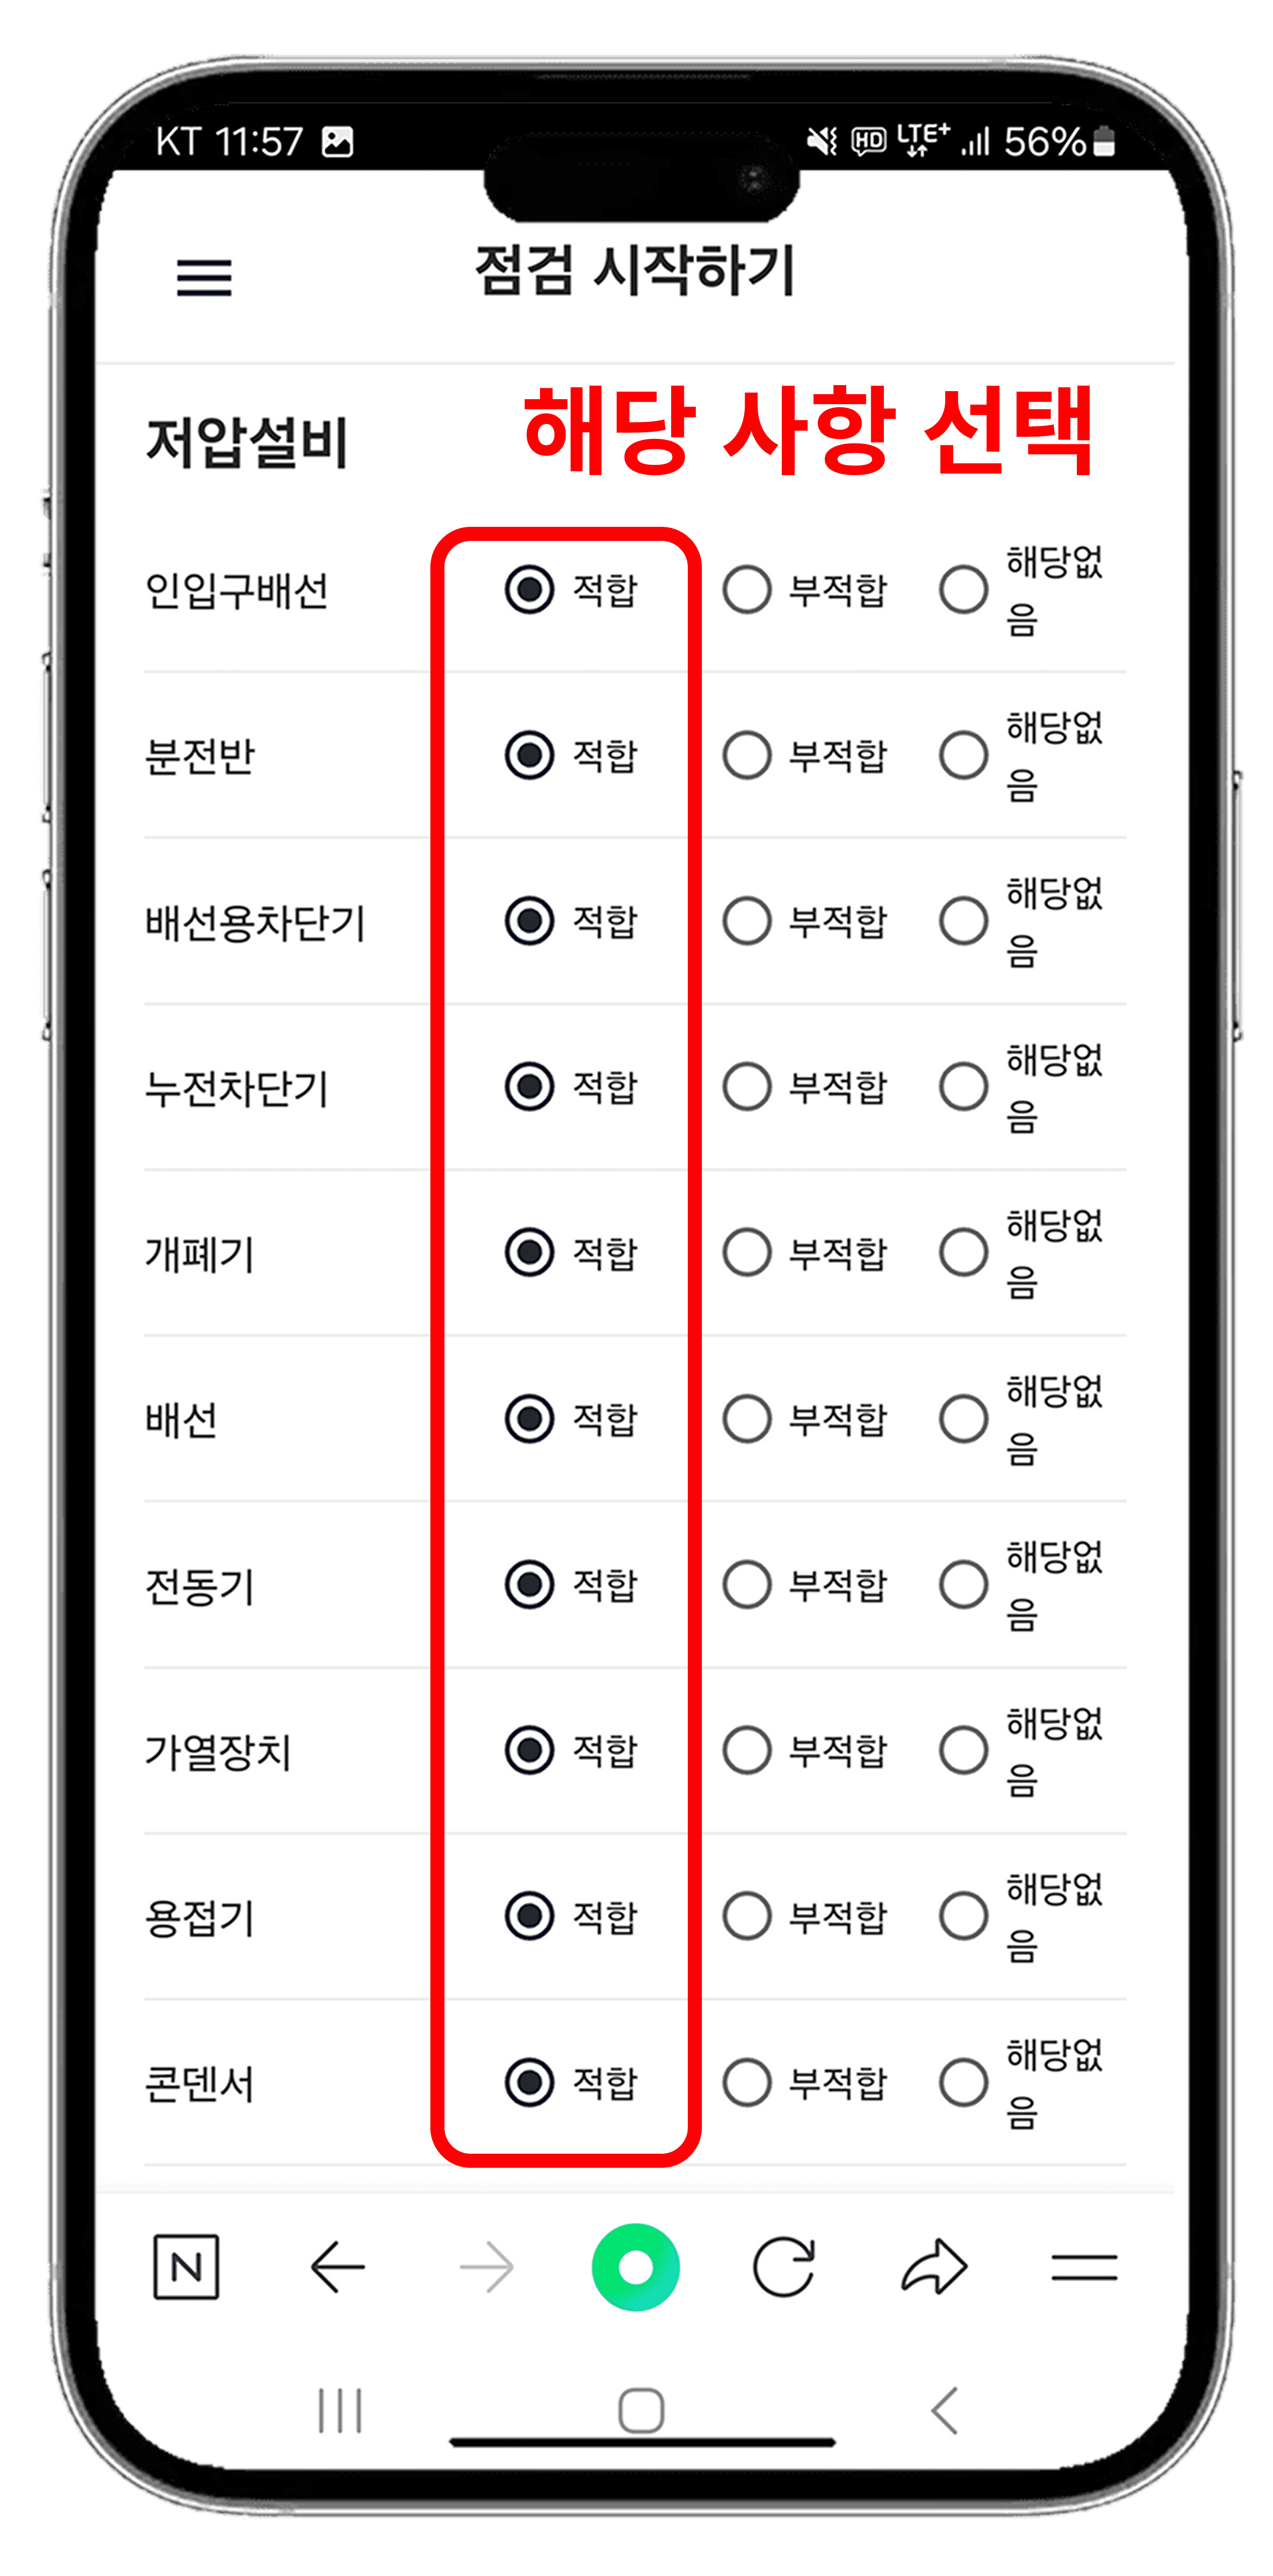 KT 11:57 HD LTE+ 56%
점검 시작하기
저압설비 해당 사항 선택
인입구배선 적합 부적합 해당없
음
분전반 적합 부적합 해당없
음
배선용차단기 적합 부적합 해당없
음
누전차단기 적합 부적합 해당없
음
개폐기 적합 부적합 해당없
음
배선 적합 부적합 해당없
음
전동기 적합 부적합 해당없
음
가열장치 적합 부적합 해당없
음
용접기 적합 부적합 해당없
음
콘덴서 적합 부적합 해당없
음
N